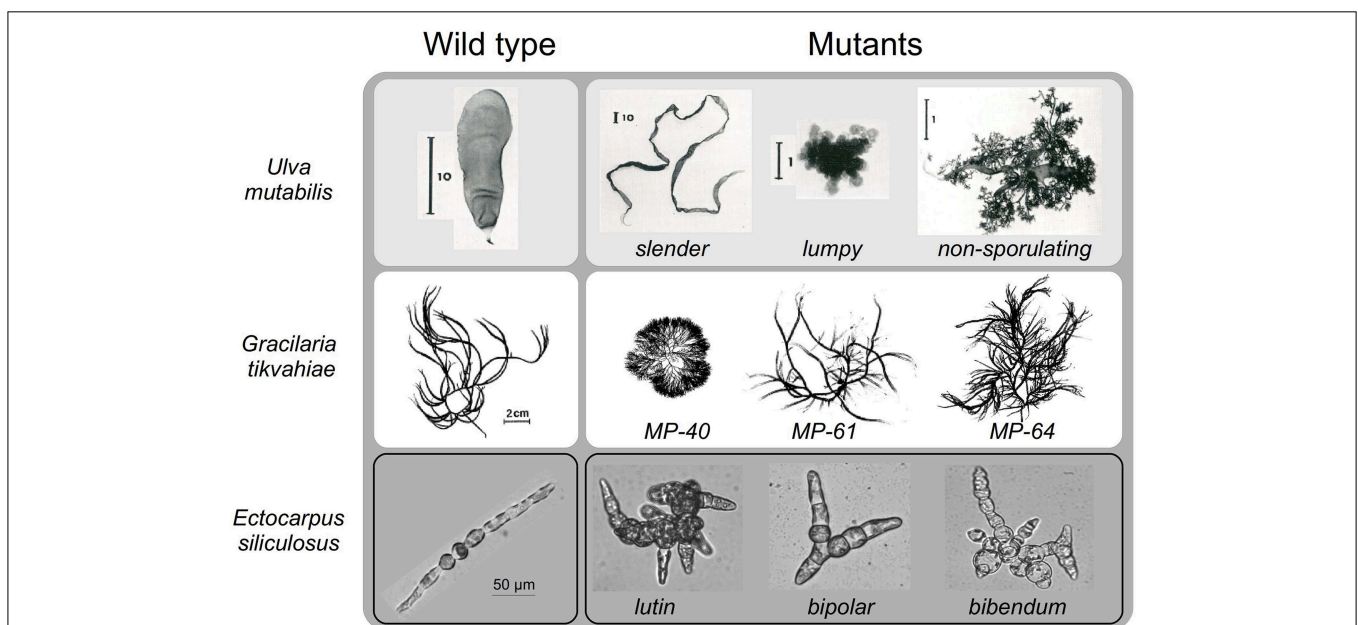 Wild type
Mutants
Ulva
mutabilis
10
10
1
1
slender
lumpy
non-sporulating
Gracilaria
tikvahiae
2cm
MP-40
MP-61
MP-64
Ectocarpus
siliculosus
50 µm
lutin
bipolar
bibendum